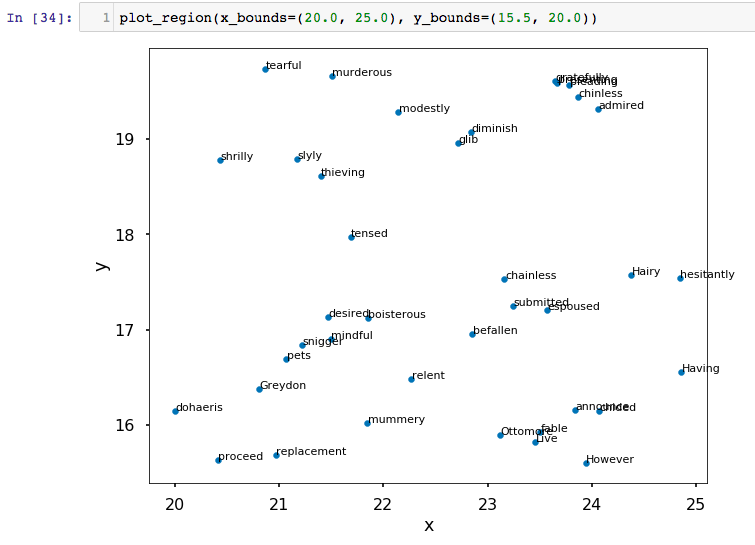 In [34]: 1 plot_region(x_bounds=(20.0, 25.0), y_bounds=(15.5, 20.0))
tearful
murderous
gratefully
pleading
chinless
admired
modestly
diminish
glib
19
shrilly
slyly
thieving
18
tensed
y
chainless
Hairy
hesitantly
submitted
espoused
desired
boisterous
17
befallen
mindful
snigger
pets
Having
relent
Greydon
dohaeris
announce
16
mummery
Ottomore
fable
Live
replacement
proceed
However
20 21 22 23 24 25
x